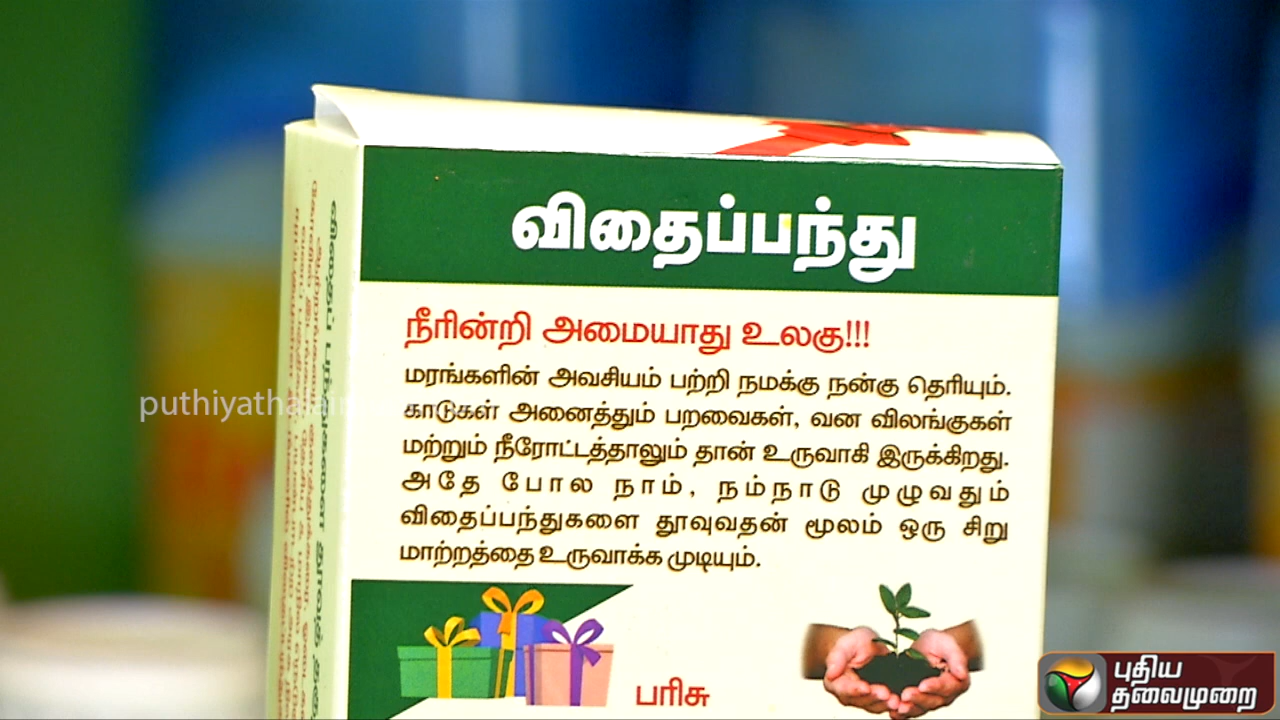 விதைப்பந்து
நீரின்றி அமையாது உலகு!!!
மரங்களின் அவசியம் பற்றி நமக்கு நன்கு தெரியும்.
காடுகள் அனைத்தும் பறவைகள், வன விலங்குகள்
மற்றும் நீரோட்டத்தாலும் தான் உருவாகி இருக்கிறது.
அதே போல நாம், நம்நாடு முழுவதும்
விதைப்பந்துகளை தூவுவதன் மூலம் ஒரு சிறு
மாற்றத்தை உருவாக்க முடியும்.
பரிசு
புதிய
தலைமுறை